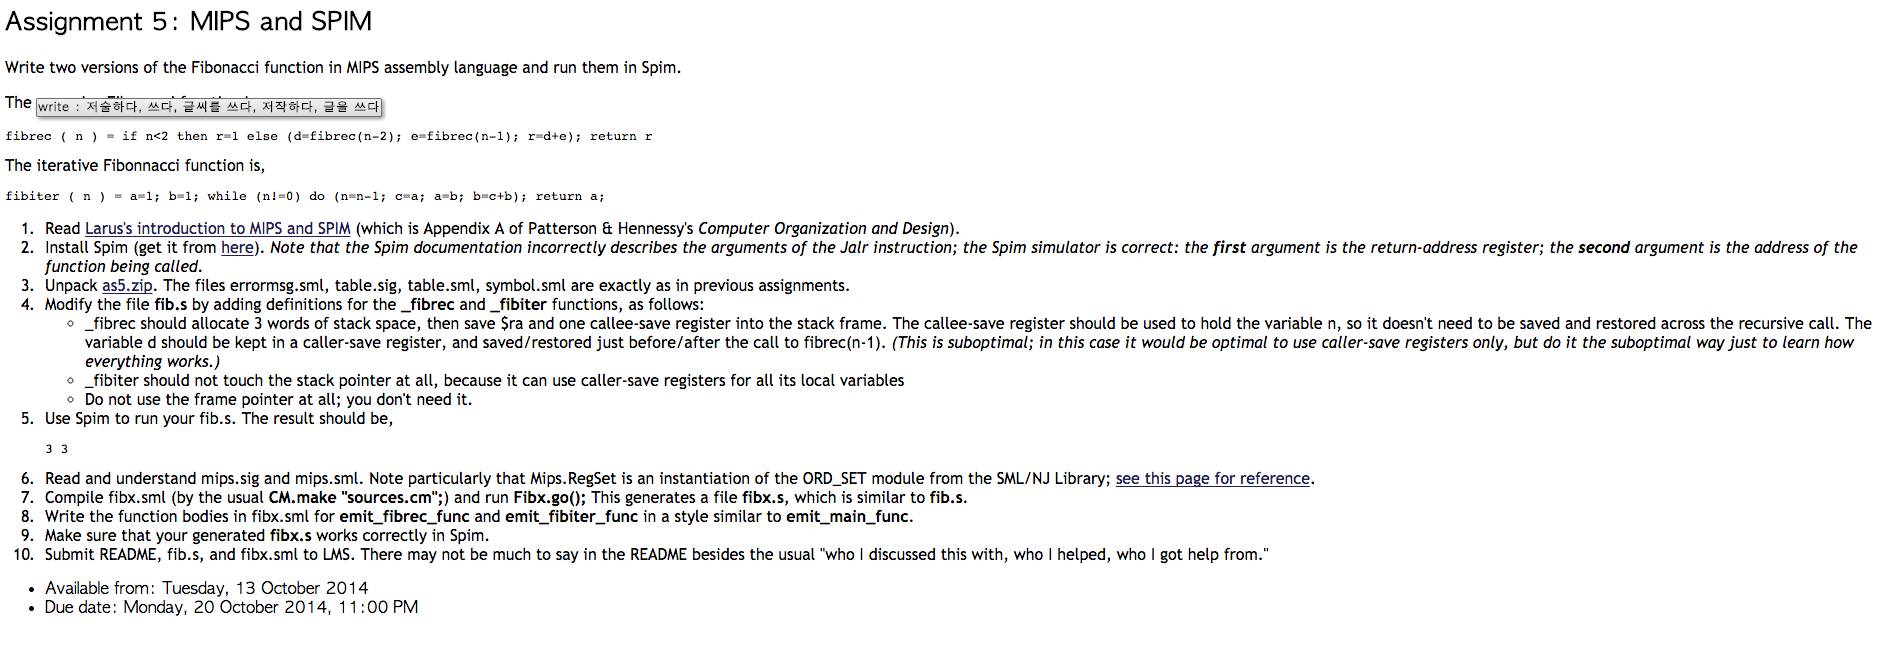 Assignment 5: MIPS and SPIM
Write two versions of the Fibonacci function in MIPS assembly language and run them in Spim.
The
write : 저술하다, 쓰다, 글씨를 쓰다, 저작하다, 글을 쓰다
fibrec ( n ) = if n<2 then r=1 else (d=fibrec(n-2); e=fibrec(n-1); r=d+e); return r
The iterative Fibonnacci function is,
fibiter ( n ) = a=1; b=1; while (n!=0) do (n=n-1; c=a; a=b; b=c+b); return a;
1. Read Larus's introduction to MIPS and SPIM (which is Appendix A of Patterson & Hennessy's Computer Organization and Design).
2. Install Spim (get it from here). Note that the Spim documentation incorrectly describes the arguments of the Jalr instruction; the Spim simulator is correct: the first argument is the return-address register; the second argument is the address of the
function being called.
3. Unpack as5.zip. The files errormsg.sml, table.sig, table.sml, symbol.sml are exactly as in previous assignments.
4. Modify the file fib.s by adding definitions for the _fibrec and _fibiter functions, as follows:
◦ _fibrec should allocate 3 words of stack space, then save $ra and one callee-save register into the stack frame. The callee-save register should be used to hold the variable n, so it doesn't need to be saved and restored across the recursive call. The
variable d should be kept in a caller-save register, and saved/restored just before/after the call to fibrec(n-1). (This is suboptimal; in this case it would be optimal to use caller-save registers only, but do it the suboptimal way just to learn how
everything works.)
◦ _fibiter should not touch the stack pointer at all, because it can use caller-save registers for all its local variables
◦ Do not use the frame pointer at all; you don't need it.
5. Use Spim to run your fib.s. The result should be,
3 3
6. Read and understand mips.sig and mips.sml. Note particularly that Mips.RegSet is an instantiation of the ORD_SET module from the SML/NJ Library; see this page for reference.
7. Compile fibx.sml (by the usual CM.make "sources.cm";) and run Fibx.go(); This generates a file fibx.s, which is similar to fib.s.
8. Write the function bodies in fibx.sml for emit_fibrec_func and emit_fibiter_func in a style similar to emit_main_func.
9. Make sure that your generated fibx.s works correctly in Spim.
10. Submit README, fib.s, and fibx.sml to LMS. There may not be much to say in the README besides the usual "who I discussed this with, who I helped, who I got help from."
• Available from: Tuesday, 13 October 2014
• Due date: Monday, 20 October 2014, 11:00 PM